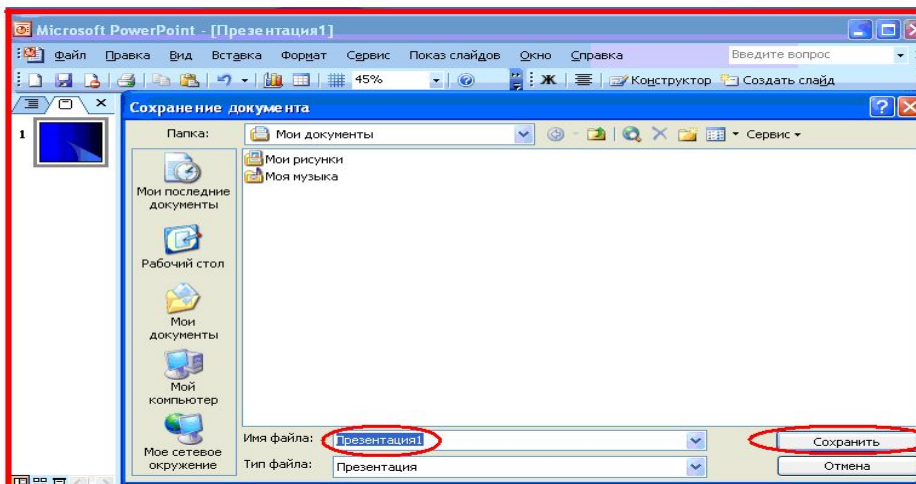 Microsoft PowerPoint - [Презентация1]
Файл Правка Вид Вставка Формат Сервис Показ слайдов Окно Справка Введите вопрос
45% Ж Конструктор Создать слайд
Сохранение документа
1 Папка: Мои документы Сервис
Мои рисунки
Моя музыка
Мои последние
документы
Рабочий стол
Мои
документы
Мой
компьютер
Мое сетевое
окружение
Имя файла: Презентация1 Сохранить
Тип файла: Презентация Отмена